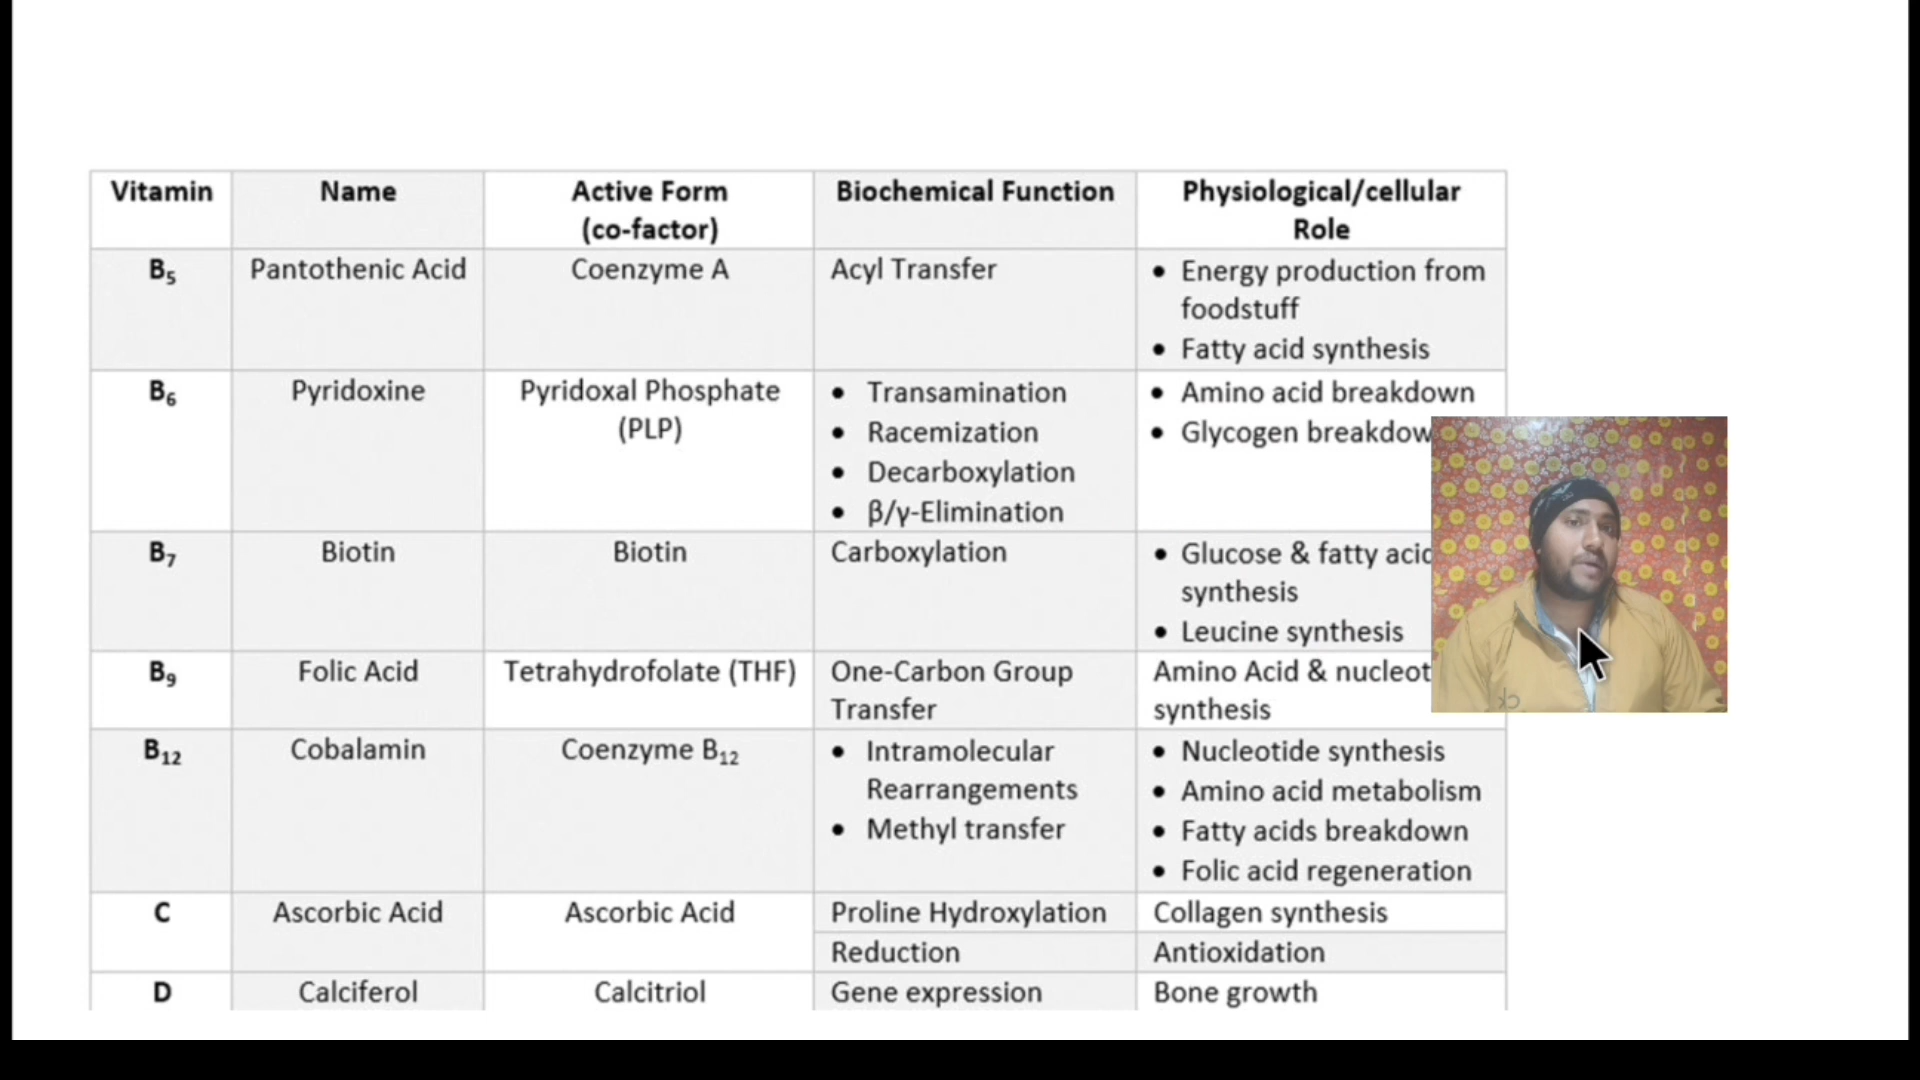 Vitamin Name Active Form Biochemical Function Physiological/cellular
(co-factor) Role
B₅ Pantothenic Acid Coenzyme A Acyl Transfer • Energy production from
foodstuff
• Fatty acid synthesis
B₆ Pyridoxine Pyridoxal Phosphate • Transamination • Amino acid breakdown
(PLP) • Racemization • Glycogen
• Decarboxylation
• β/γ-Elimination
B₇ Biotin Biotin Carboxylation • Glucose & fatty
synthesis
• Leucine synthesis
B₉ Folic Acid Tetrahydrofolate (THF) One-Carbon Group Amino Acid &
Transfer synthesis
B₁₂ Cobalamin Coenzyme B₁₂ • Intramolecular • Nucleotide synthesis
Rearrangements • Amino acid metabolism
• Methyl transfer • Fatty acids breakdown
• Folic acid regeneration
C Ascorbic Acid Ascorbic Acid Proline Hydroxylation Collagen synthesis
Reduction Antioxidation
D Calciferol Calcitriol Gene expression Bone growth